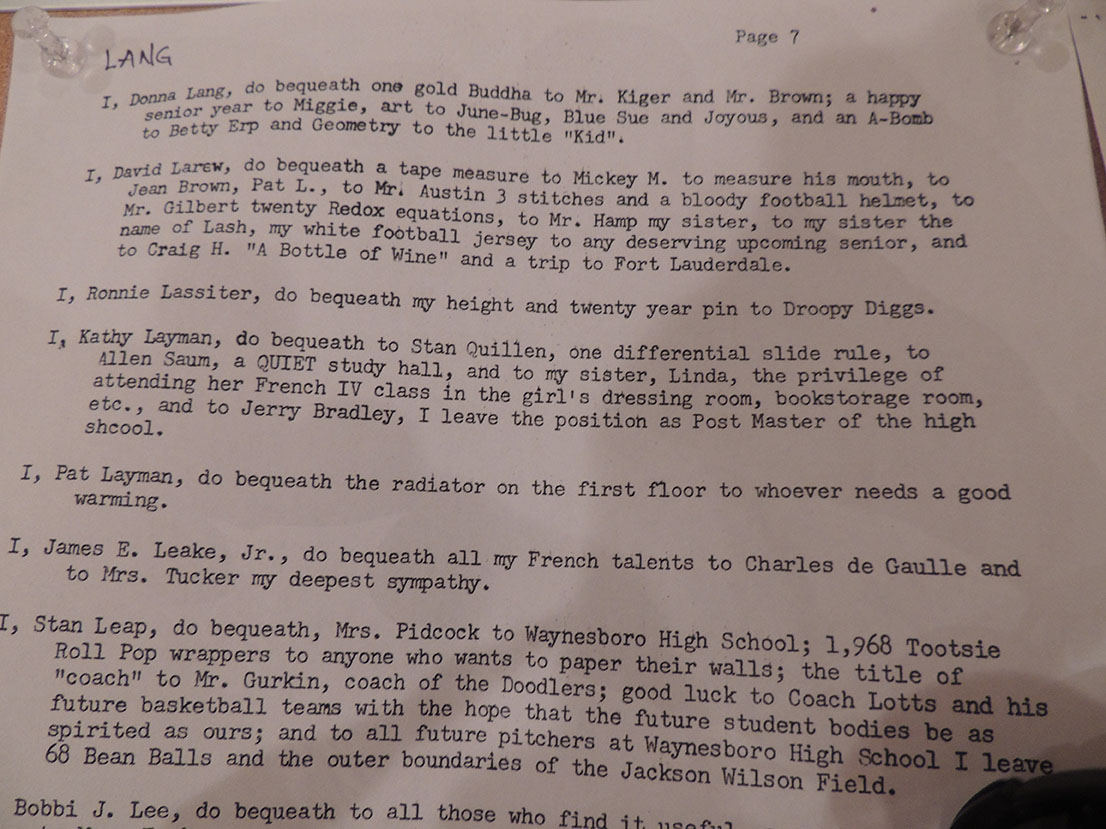 Page 7
LANG
I, Donna Lang, do bequeath one gold Buddha to Mr. Kiger and Mr. Brown; a happy
senior year to Miggie, art to June-Bug, Blue Sue and Joyous, and an A-Bomb
to Betty Erp and Geometry to the little "Kid".
I, David Larew, do bequeath a tape measure to Mickey M. to measure his mouth, to
Jean Brown, Pat L., to Mr. Austin 3 stitches and a bloody football helmet, to
Mr. Gilbert twenty Redox equations, to Mr. Hamp my sister, to my sister the
name of Lash, my white football jersey to any deserving upcoming senior, and
to Craig H. "A Bottle of Wine" and a trip to Fort Lauderdale.
I, Ronnie Lassiter, do bequeath my height and twenty year pin to Droopy Diggs.
I, Kathy Layman, do bequeath to Stan Quillen, one differential slide rule, to
Allen Saum, a QUIET study hall, and to my sister, Linda, the privilege of
attending her French IV class in the girl's dressing room, bookstorage room,
etc., and to Jerry Bradley, I leave the position as Post Master of the high
shcool.
I, Pat Layman, do bequeath the radiator on the first floor to whoever needs a good
warming.
I, James E. Leake, Jr., do bequeath all my French talents to Charles de Gaulle and
to Mrs. Tucker my deepest sympathy.
I, Stan Leap, do bequeath, Mrs. Pidcock to Waynesboro High School; 1,968 Tootsie
Roll Pop wrappers to anyone who wants to paper their walls; the title of
"coach" to Mr. Gurkin, coach of the Doodlers; good luck to Coach Lotts and his
future basketball teams with the hope that the future student bodies be as
spirited as ours; and to all future pitchers at Waynesboro High School I leave
68 Bean Balls and the outer boundaries of the Jackson Wilson Field.
Bobbi J. Lee, do bequeath to all those who find it useful